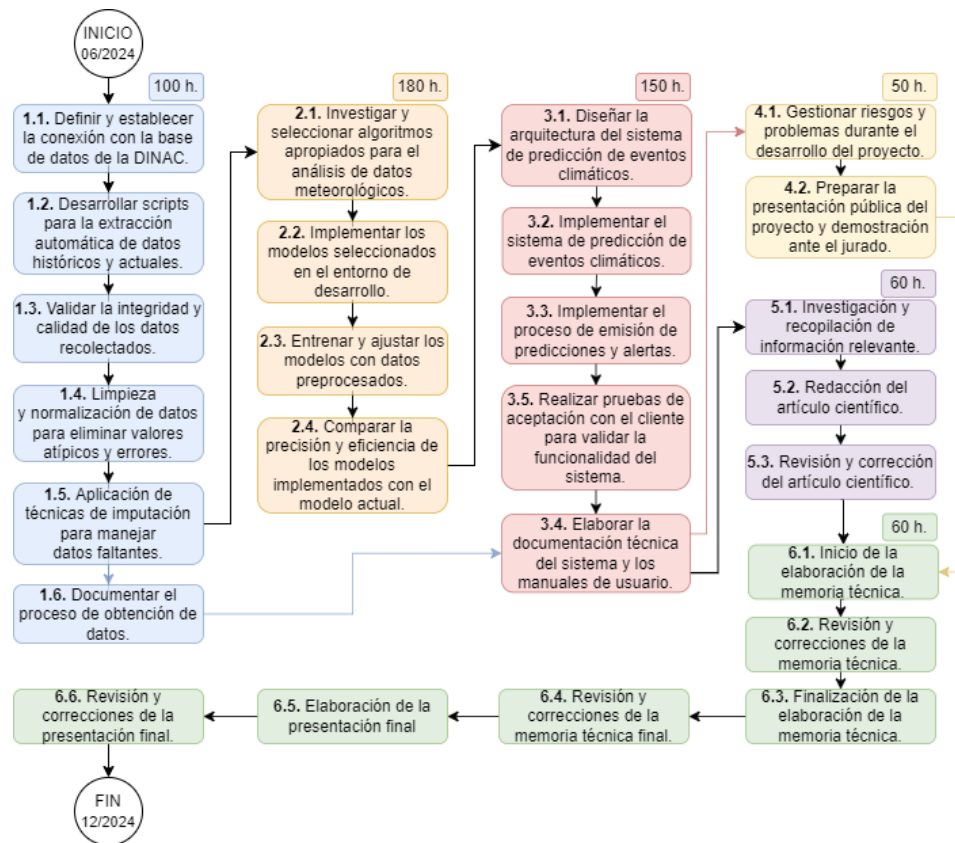 INICIO
06/2024
100 h.
1.1. Definir y establecer
la conexión con la base
de datos de la DINAC.
1.2. Desarrollar scripts
para la extracción
automática de datos
históricos y actuales.
1.3. Validar la integridad y
calidad de los datos
recolectados.
1.4. Limpieza
y normalización de datos
para eliminar valores
atípicos y errores.
1.5. Aplicación de
técnicas de imputación
para manejar
datos faltantes.
1.6. Documentar el
proceso de obtención de
datos.
180 h.
2.1. Investigar y
seleccionar algoritmos
apropiados para el
análisis de datos
meteorológicos.
2.2. Implementar los
modelos seleccionados
en el entorno de
desarrollo.
2.3. Entrenar y ajustar los
modelos con datos
preprocesados.
2.4. Comparar la
precisión y eficiencia de
los modelos
implementados con el
modelo actual.
150 h.
3.1. Diseñar la
arquitectura del sistema
de predicción de eventos
climáticos.
3.2. Implementar el
sistema de predicción de
eventos climáticos.
3.3. Implementar el
proceso de emisión de
predicciones y alertas.
3.5. Realizar pruebas de
aceptación con el cliente
para validar la
funcionalidad del
sistema.
3.4. Elaborar la
documentación técnica
del sistema y los
manuales de usuario.
50 h.
4.1. Gestionar riesgos y
problemas durante el
desarrollo del proyecto.
4.2. Preparar la
presentación pública del
proyecto y demostración
ante el jurado.
60 h.
5.1. Investigación y
recopilación de
información relevante.
5.2. Redacción del
artículo científico.
5.3. Revisión y corrección
del artículo científico.
60 h.
6.1. Inicio de la
elaboración de la
memoria técnica.
6.2. Revisión y
correcciones de la
memoria técnica.
6.3. Finalización de la
elaboración de la
memoria técnica.
6.4. Revisión y
correcciones de la
memoria técnica final.
6.5. Elaboración de la
presentación final
6.6. Revisión y
correcciones de la
presentación final.
FIN
12/2024